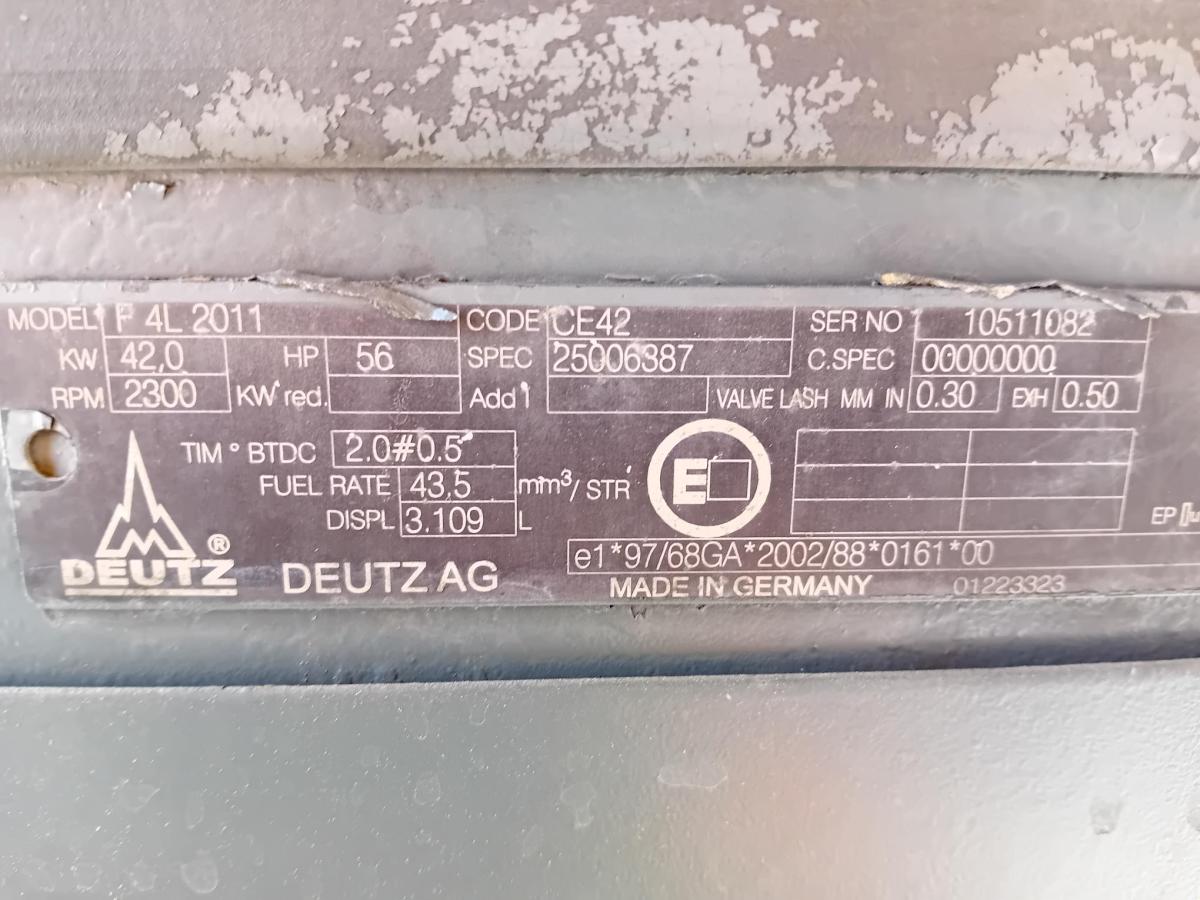 MODEL F 4L 2011 CODE CE42 SER NO 10511082
KW 42,0 HP 56 SPEC 25006387 C.SPEC 00000000
RPM 2300 KW red. Add'l VALVE LASH MM IN 0.30 EXH 0.50
TIM ° BTDC 2.0#0.5
FUEL RATE 43,5 mm³/STR
E
DISPL 3.109 L
EP
e1*97/68GA*2002/88*0161*00
DEUTZ ® DEUTZ AG MADE IN GERMANY 01223323